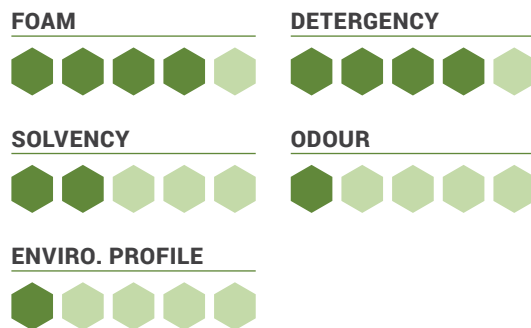 FOAM
DETERGENCY
SOLVENCY
ODOUR
ENVIRO. PROFILE